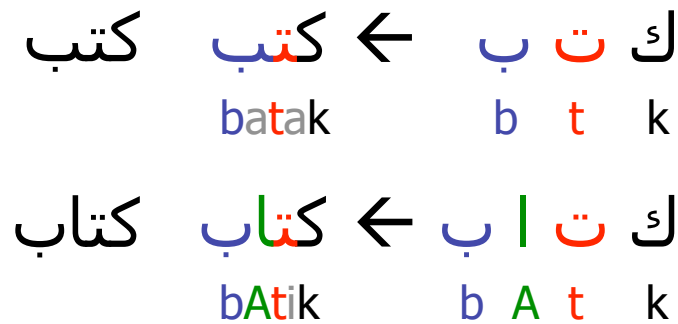 ك ت ب ← كتب كتب
batak b t k
ك ت ا ب ← كتاب كتاب
bAtik b A t k